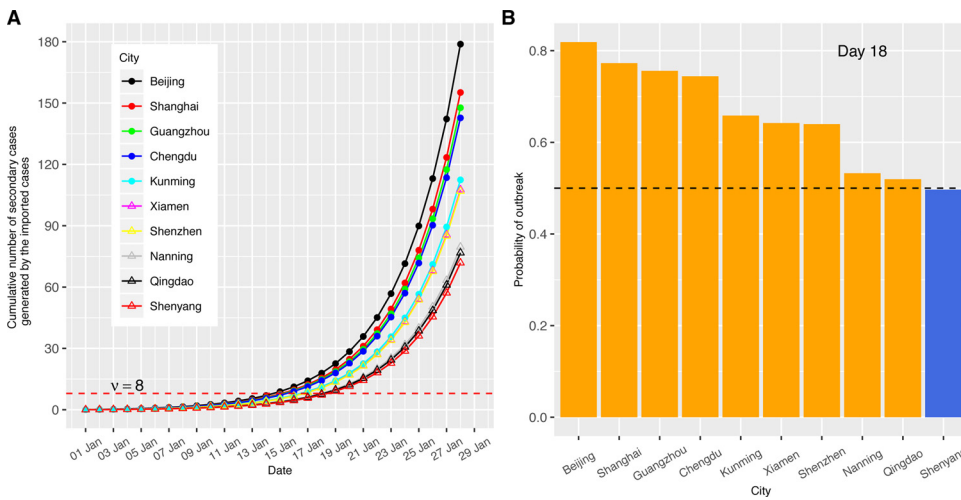 A
Cumulative number of secondary cases
generated by the imported cases
180
150
120
90
60
30
0
City
Beijing
Shanghai
Guangzhou
Chengdu
Kunming
Xiamen
Shenzhen
Nanning
Qingdao
Shenyang
ν = 8
01 Jan
03 Jan
05 Jan
07 Jan
09 Jan
11 Jan
13 Jan
15 Jan
17 Jan
19 Jan
21 Jan
23 Jan
25 Jan
27 Jan
29 Jan
Date
B
Probability of outbreak
0.8
0.6
0.4
0.2
0.0
Day 18
Beijing
Shanghai
Guangzhou
Chengdu
Kunming
Xiamen
Shenzhen
Nanning
Qingdao
Shenyang
City